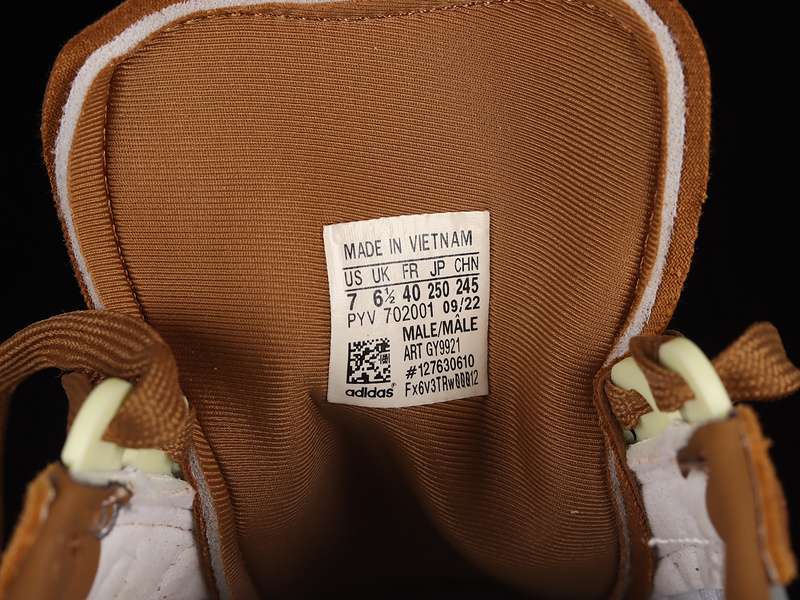 MADE IN VIETNAM
US UK FR JP CHN
7 6½ 40 250 245
PYV 702001 09/22
MALE/MÂLE
ART GY9921
#127630610
Fx6V3TRwQQB12
adidas